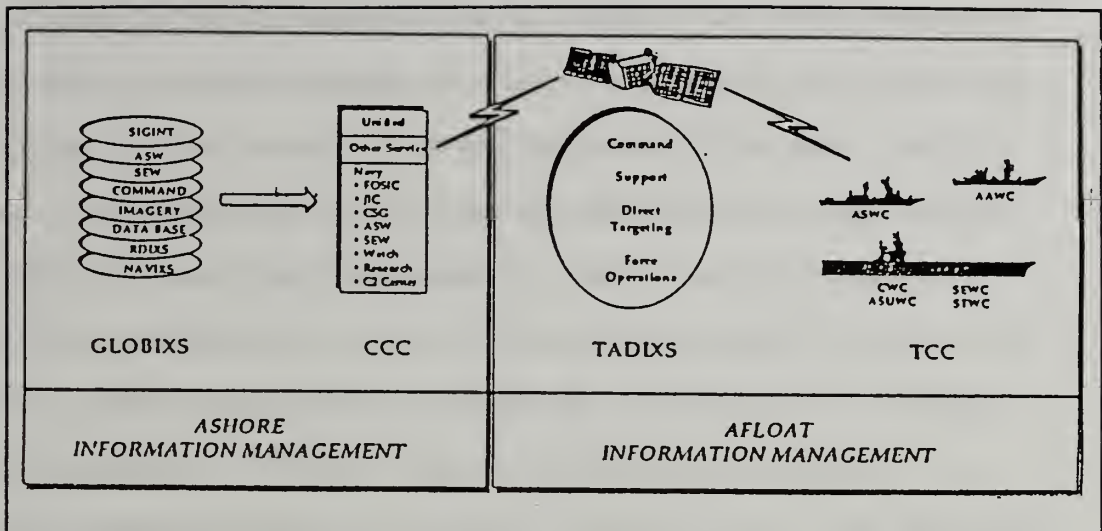 SIGINT
ASW
SEW
COMMAND
IMAGERY
DATA BASE
RDIXS
NAVIXS
GLOBIXS
Unified
Other Service
Navy
• FOSIC
• JIC
• CSG
• ASW
• SEW
• Watch
• Research
• C2 Center
CCC
ASHORE
INFORMATION MANAGEMENT
Command
Support
Direct
Targeting
Force
Operations
TADIXS
ASWC
AAWC
CWC SEWC
ASUWC STWC
TCC
AFLOAT
INFORMATION MANAGEMENT